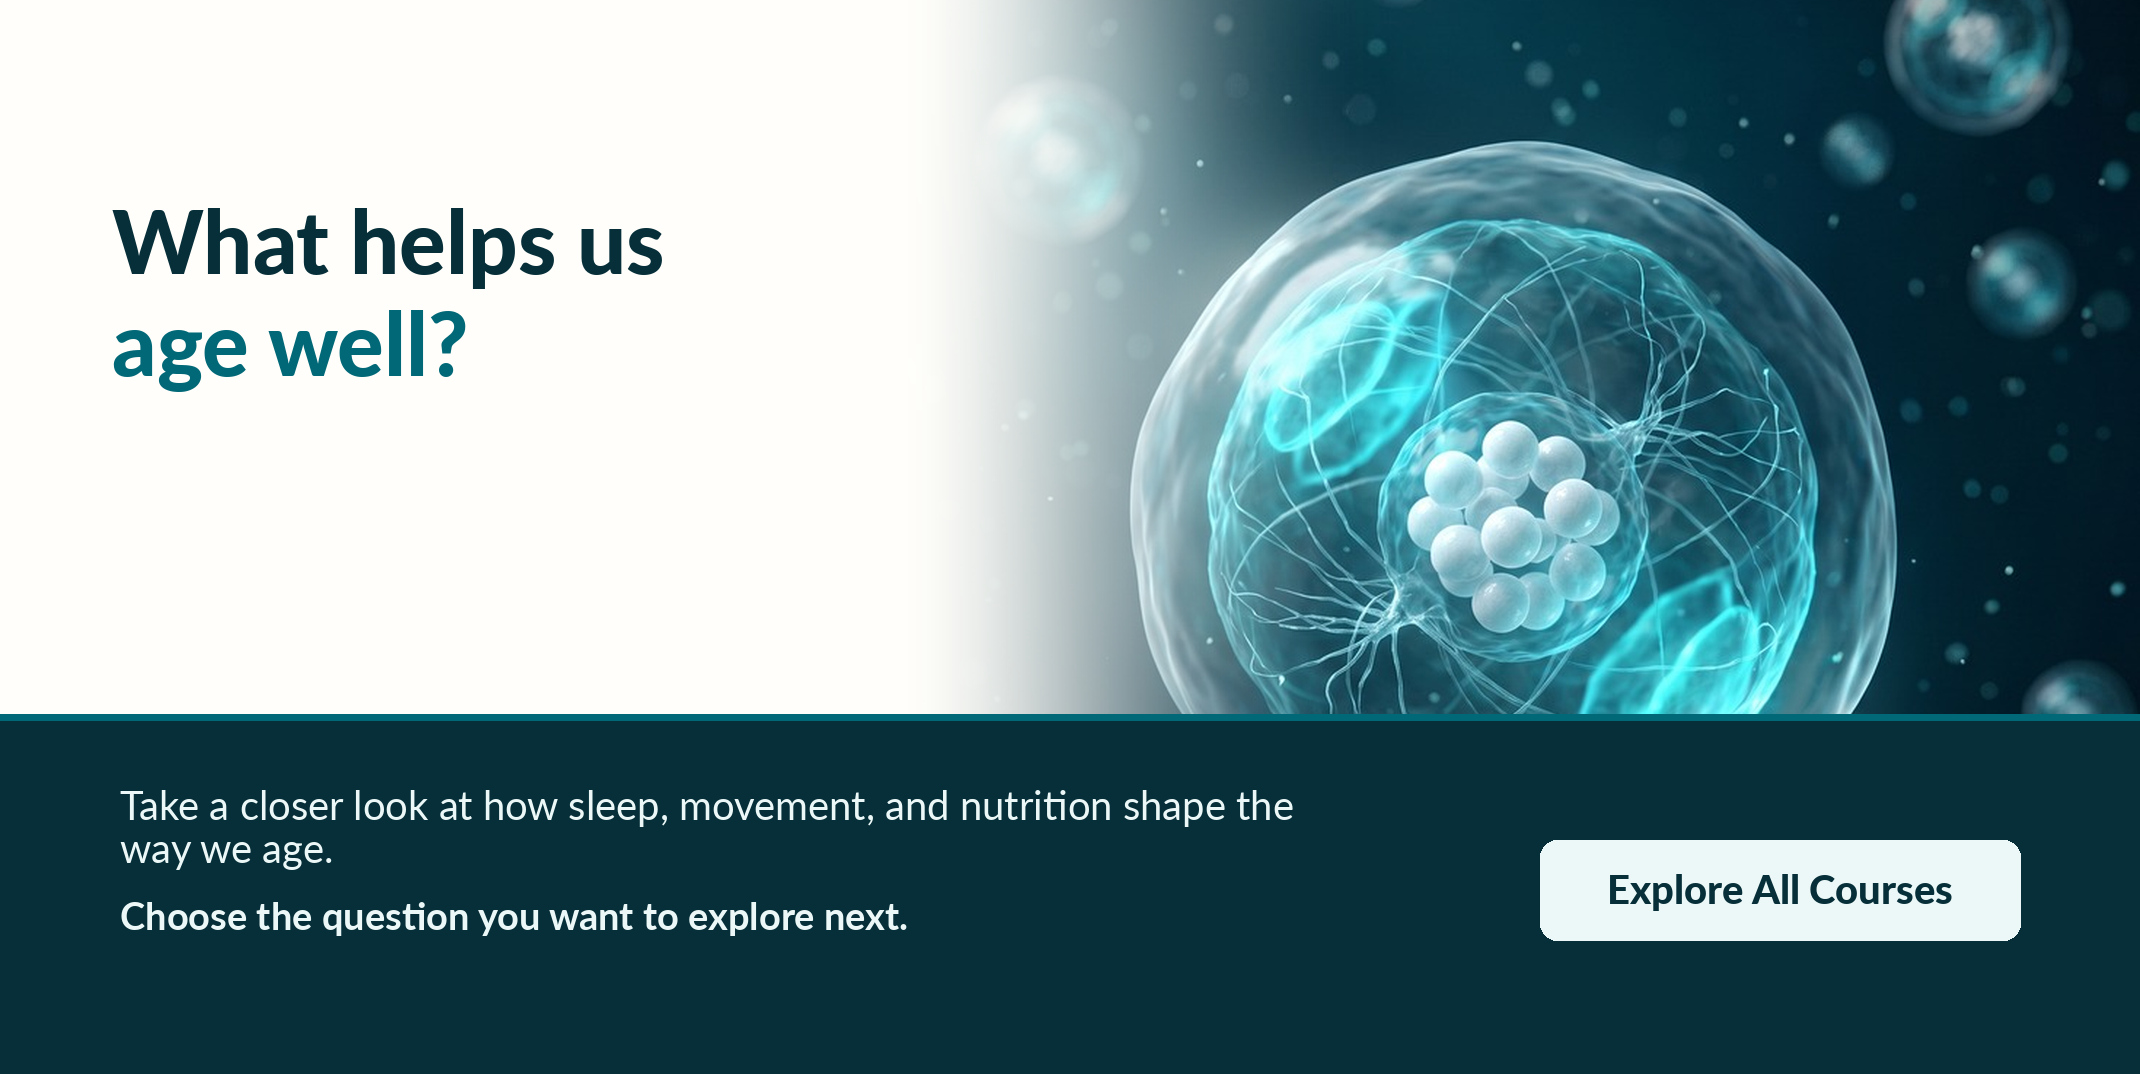 What helps us
age well?
Take a closer look at how sleep, movement, and nutrition shape the
way we age.
Choose the question you want to explore next.
Explore All Courses